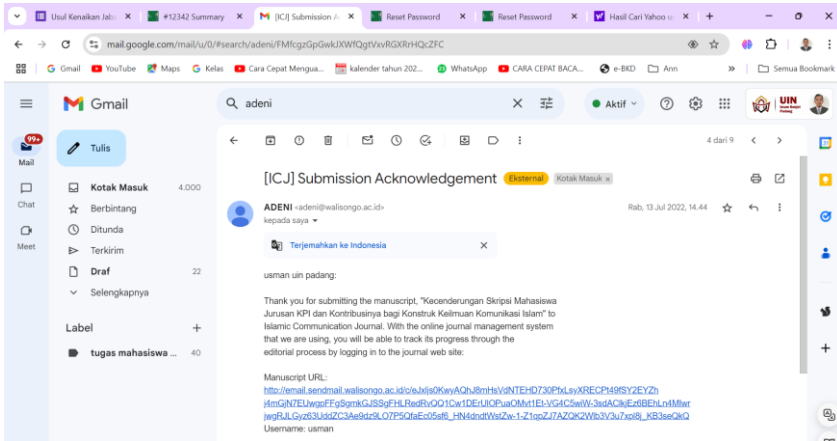 Usul Kenaikan Jaba
#12342 Summary
[ICJ] Submission A
Reset Password
Reset Password
Hasil Cari Yahoo u
mail.google.com/mail/u/0/#search/adeni/FMfcgzGpGwkJXWfQgtVxvRGXRrHQcZFC
Gmail
YouTube
Maps
Kelas
Cara Cepat Mengua...
kalender tahun 202...
WhatsApp
CARA CEPAT BACA...
e-BKD
Ann
Semua Bookmark
Gmail
adeni
Aktif
UIN
99+
Mail
Chat
Meet
Tulis
Kotak Masuk 4.000
Berbintang
Ditunda
Terkirim
Draf 22
Selengkapnya
Label
tugas mahasiswa ... 40
4 dari 9
[ICJ] Submission Acknowledgement Eksternal Kotak Masuk x
ADENI <adeni@walisongo.ac.id> Rab, 13 Jul 2022, 14.44
kepada saya
Terjemahkan ke Indonesia
usman uin padang:
Thank you for submitting the manuscript, "Kecenderungan Skripsi Mahasiswa
Jurusan KPI dan Kontribusinya bagi Konstruk Keilmuan Komunikasi Islam" to
Islamic Communication Journal. With the online journal management system
that we are using, you will be able to track its progress through the
editorial process by logging in to the journal web site:
Manuscript URL:
Username: usman